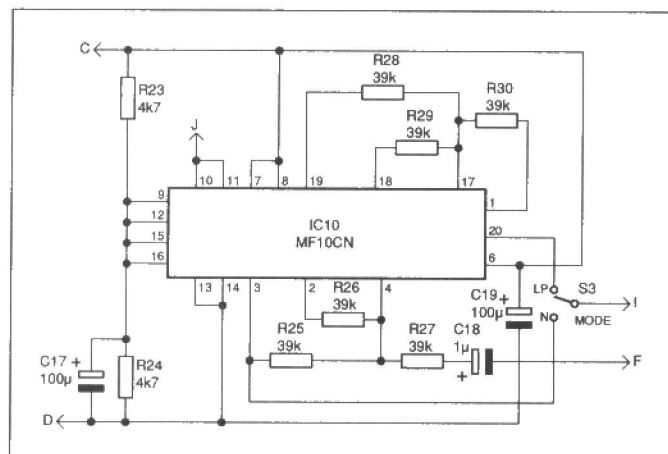 C
R28
39k
R23
4k7
R30
39k
J
R29
39k
10 11 7 8 19 18 17
9
12
15
16
IC10
MF10CN
1
20
6
13 14 3 2 4
R26
39k
C19 +
100µ
LP
S3
I
MODE
N
R25
39k
R27
39k
C18
1µ
+
F
C17 +
100µ
R24
4k7
D